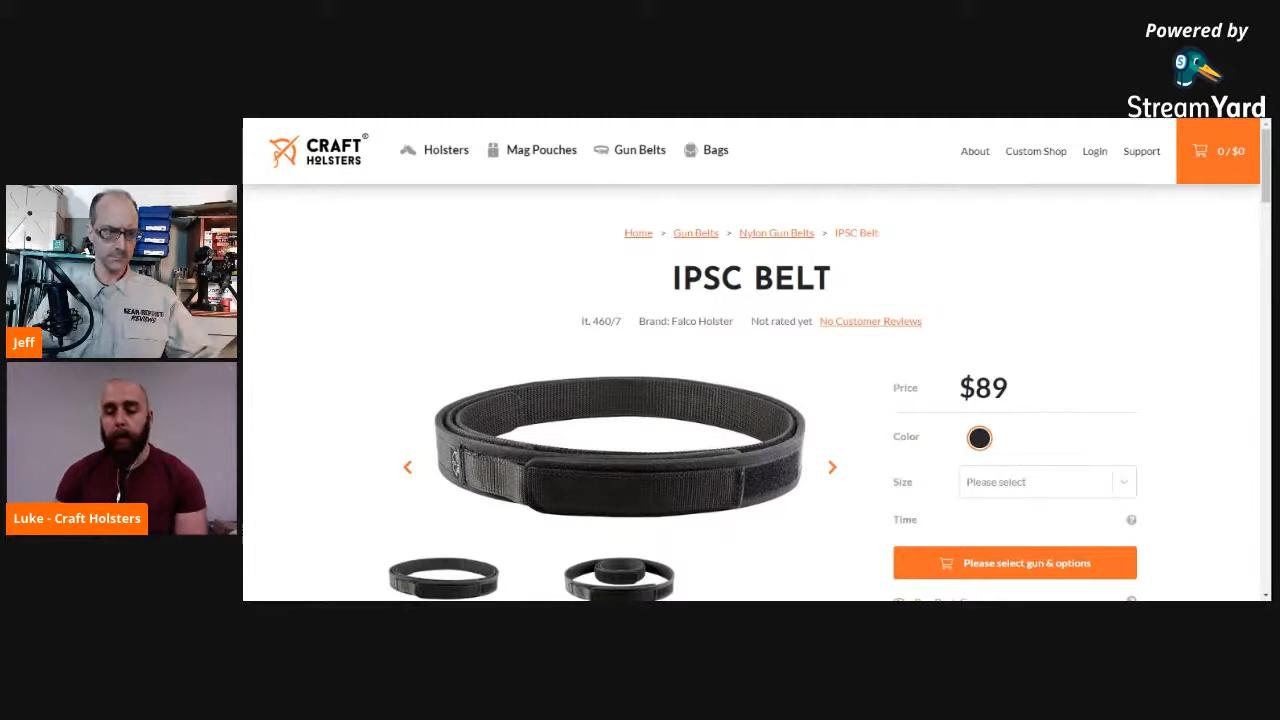 Powered by
StreamYard
CRAFT®
HOLSTERS
Holsters
Mag Pouches
Gun Belts
Bags
About
Custom Shop
Login
Support
0 / $0
Home > Gun Belts > Nylon Gun Belts > IPSC Belt
IPSC BELT
It. 460/7
Brand: Falco Holster
Not rated yet
No Customer Reviews
Price
$89
Color
Size
Please select
Time
Please select gun & options
Jeff
Luke - Craft Holsters